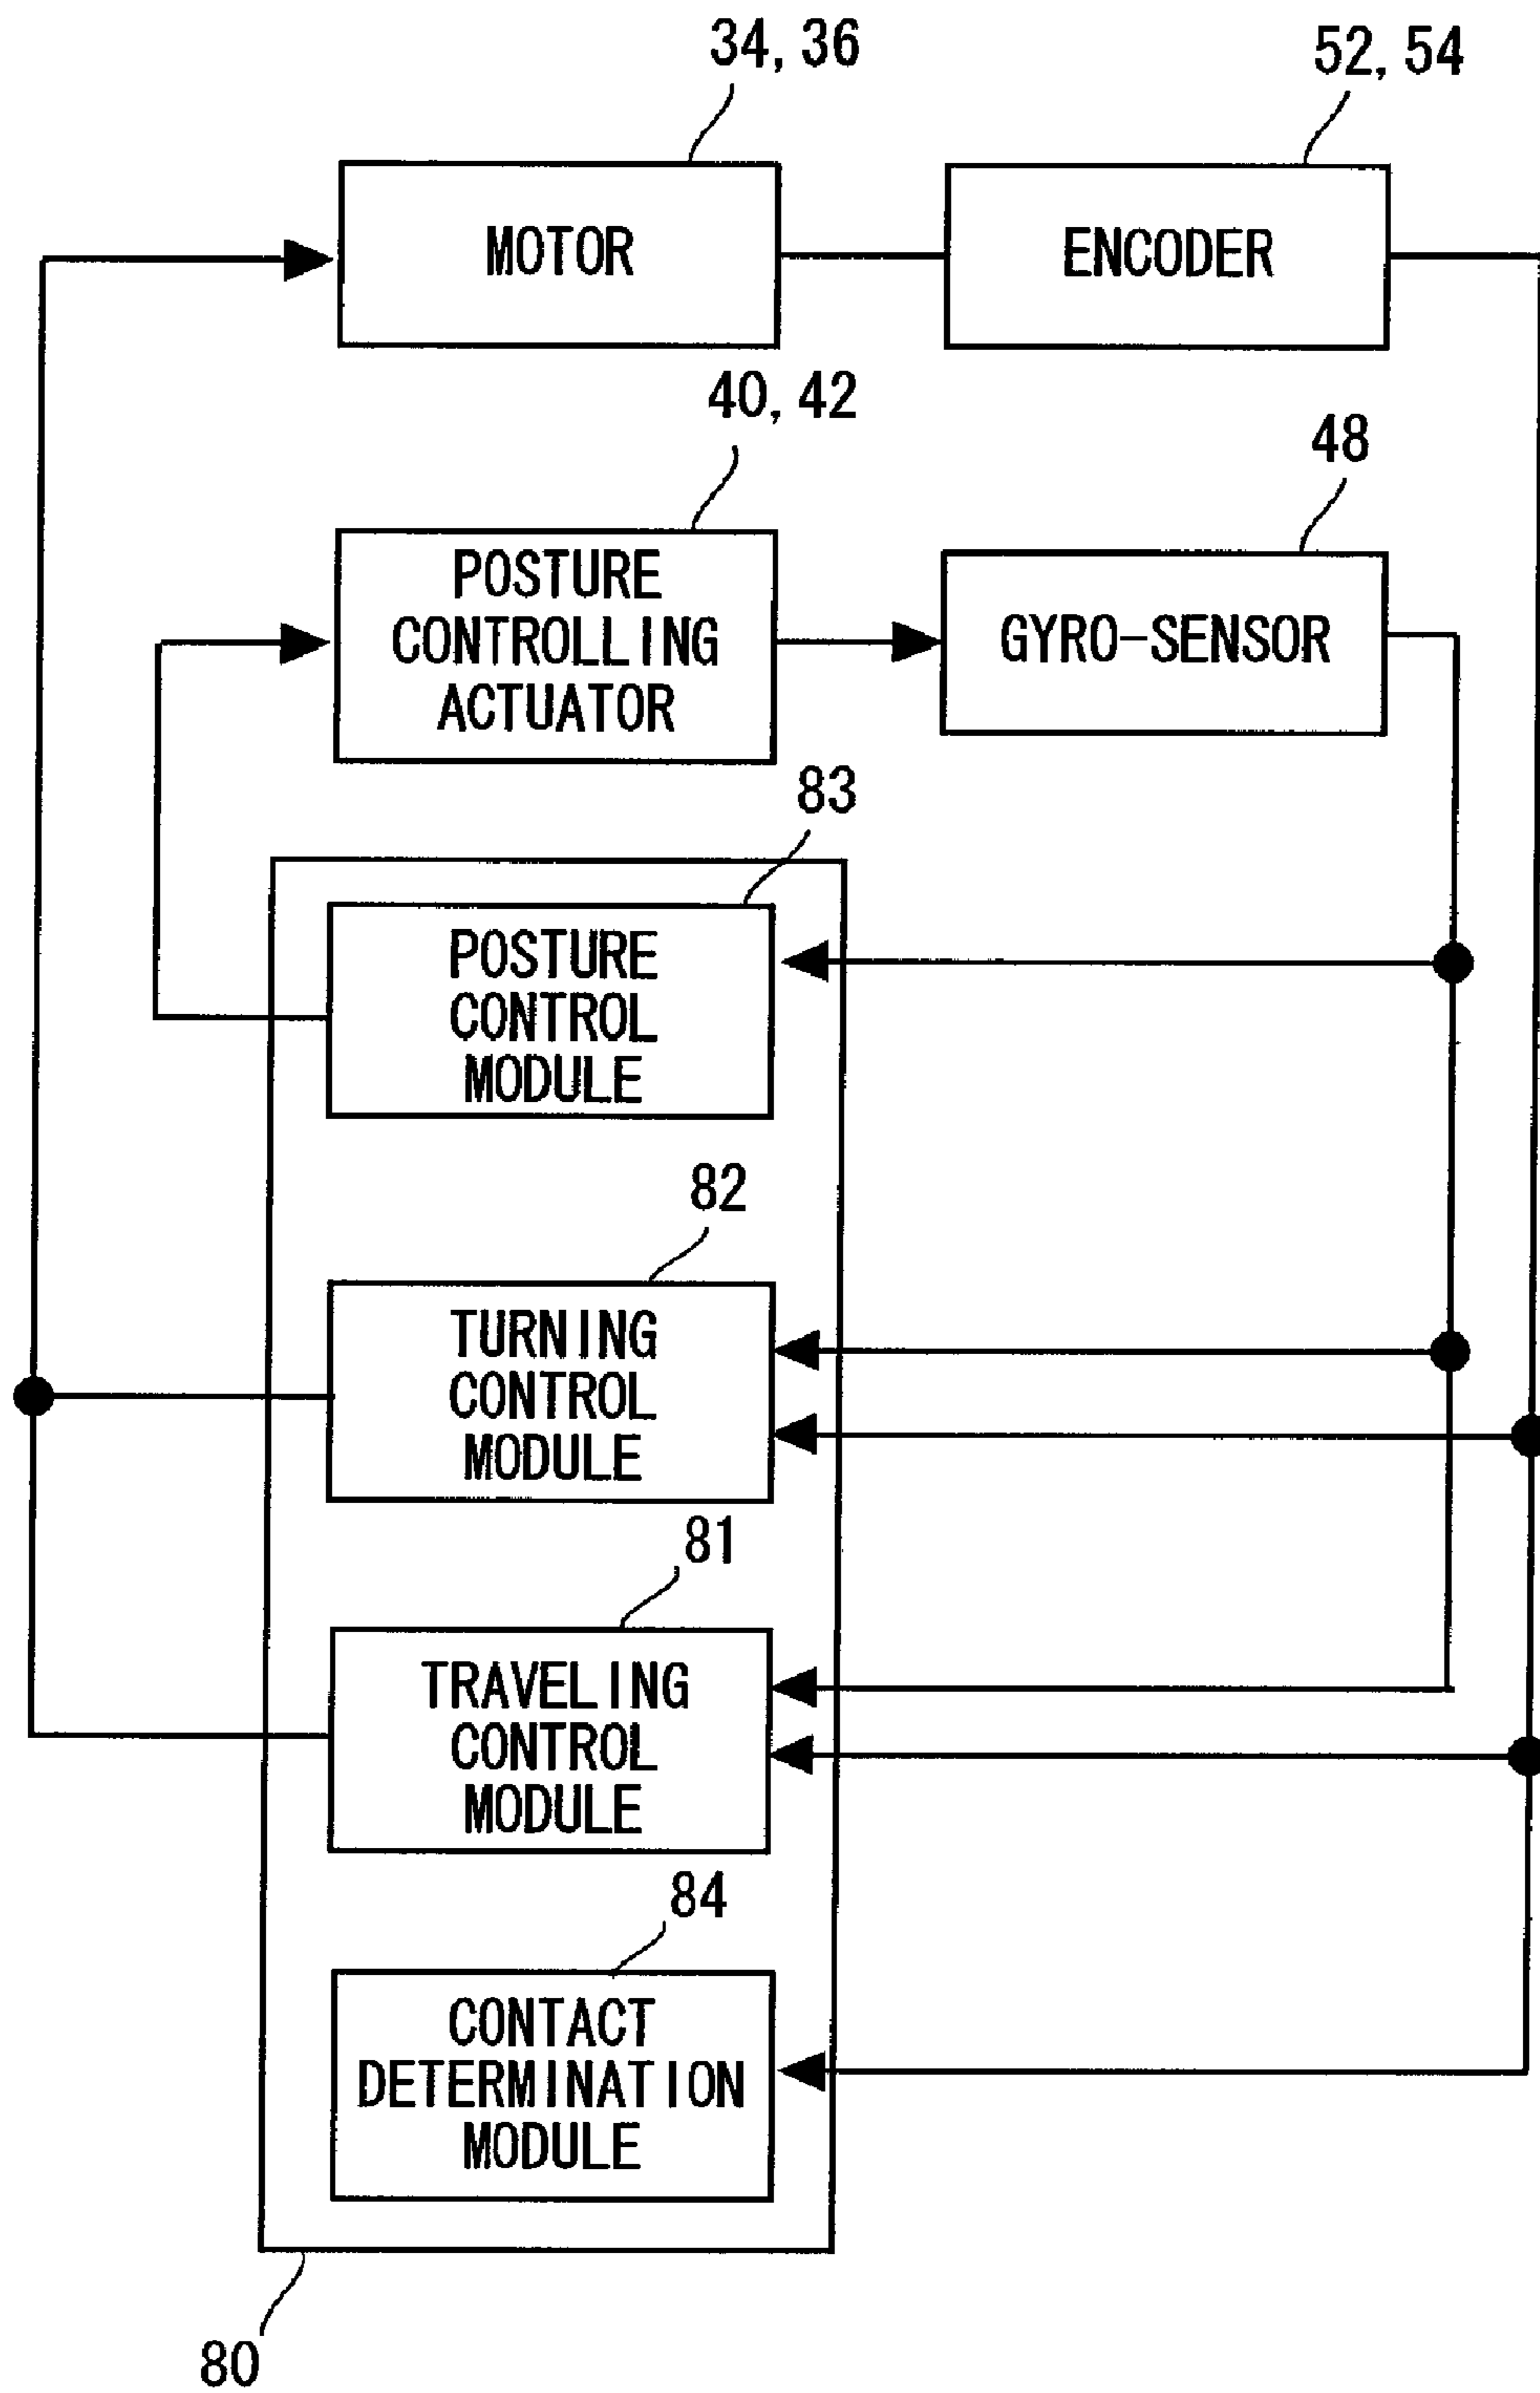 34, 36
52, 54
MOTOR
ENCODER
40, 42
48
POSTURE
CONTROLLING
ACTUATOR
GYRO-SENSOR
83
POSTURE
CONTROL
MODULE
82
TURNING
CONTROL
MODULE
81
TRAVELING
CONTROL
MODULE
84
CONTACT
DETERMINATION
MODULE
80